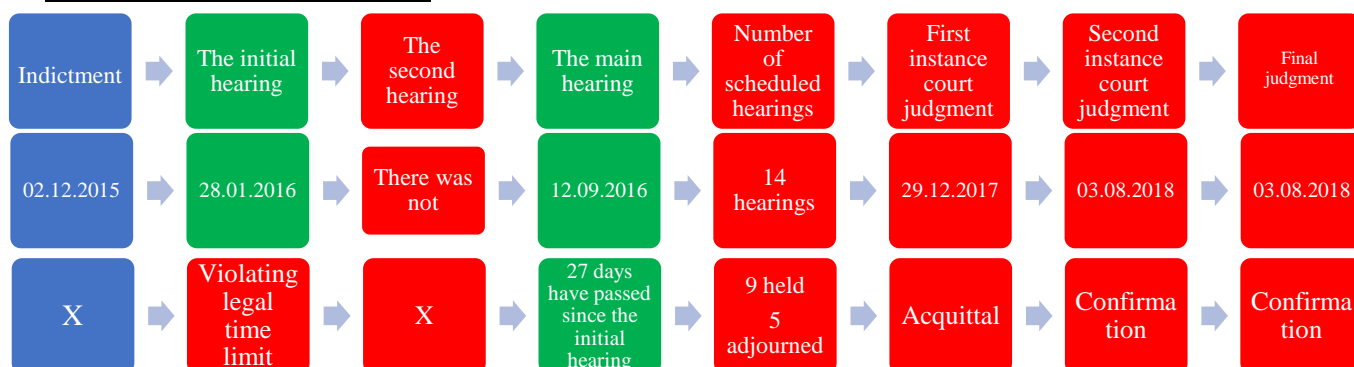 Indictment
The initial
hearing
The
second
hearing
The main
hearing
Number
of
scheduled
hearings
First
instance
court
judgment
Second
instance
court
judgment
Final
judgment
02.12.2015
28.01.2016
There was
not
12.09.2016
14
hearings
29.12.2017
03.08.2018
03.08.2018
X
Violating
legal
time
limit
X
27 days
have passed
since the
initial
hearing
9 held
5
adjourned
Acquittal
Confirma
tion
Confirma
tion